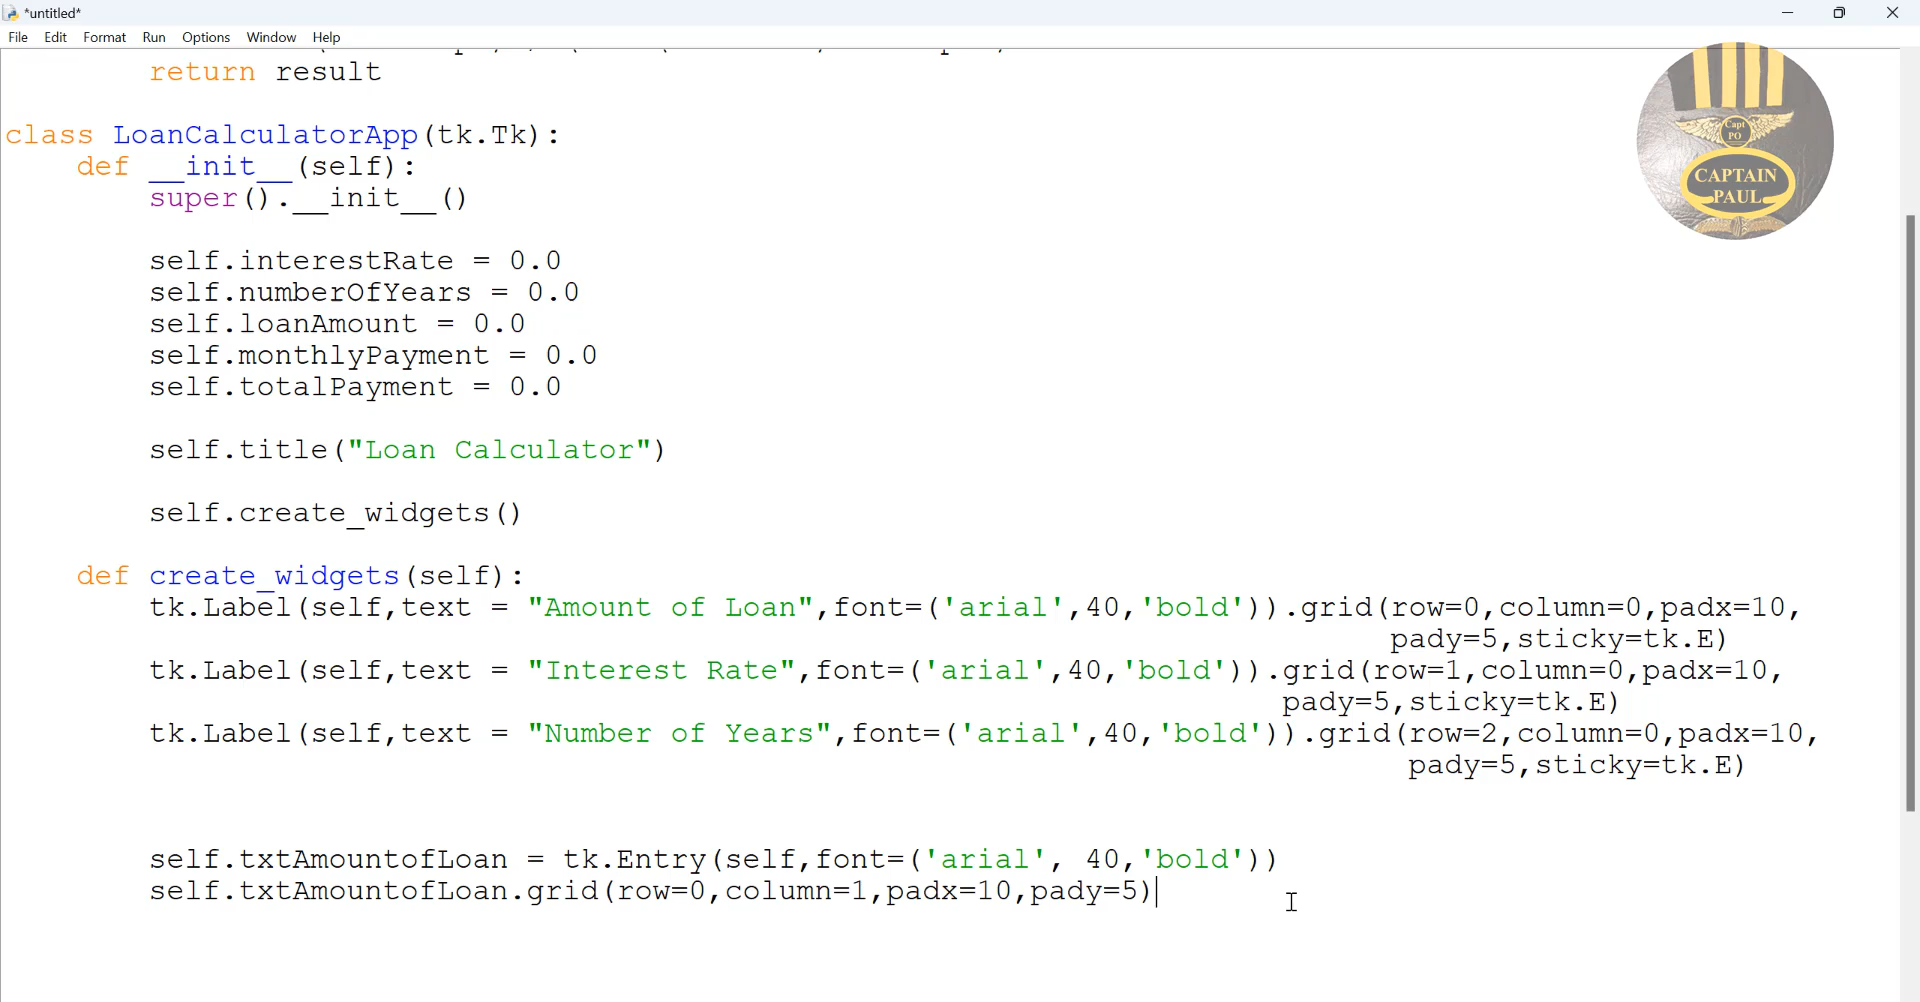 *untitled*
File Edit Format Run Options Window Help
return result
class LoanCalculatorApp(tk.Tk):
def __init__(self):
super().__init__()
self.interestRate = 0.0
self.numberOfYears = 0.0
self.loanAmount = 0.0
self.monthlyPayment = 0.0
self.totalPayment = 0.0
self.title("Loan Calculator")
self.create_widgets()
def create_widgets(self):
tk.Label(self,text = "Amount of Loan",font=('arial',40,'bold')).grid(row=0,column=0,padx=10,
pady=5,sticky=tk.E)
tk.Label(self,text = "Interest Rate",font=('arial',40,'bold')).grid(row=1,column=0,padx=10,
pady=5,sticky=tk.E)
tk.Label(self,text = "Number of Years",font=('arial',40,'bold')).grid(row=2,column=0,padx=10,
pady=5,sticky=tk.E)
self.txtAmountofLoan = tk.Entry(self,font=('arial', 40,'bold'))
self.txtAmountofLoan.grid(row=0,column=1,padx=10,pady=5)
Capt
PO
CAPTAIN
PAUL